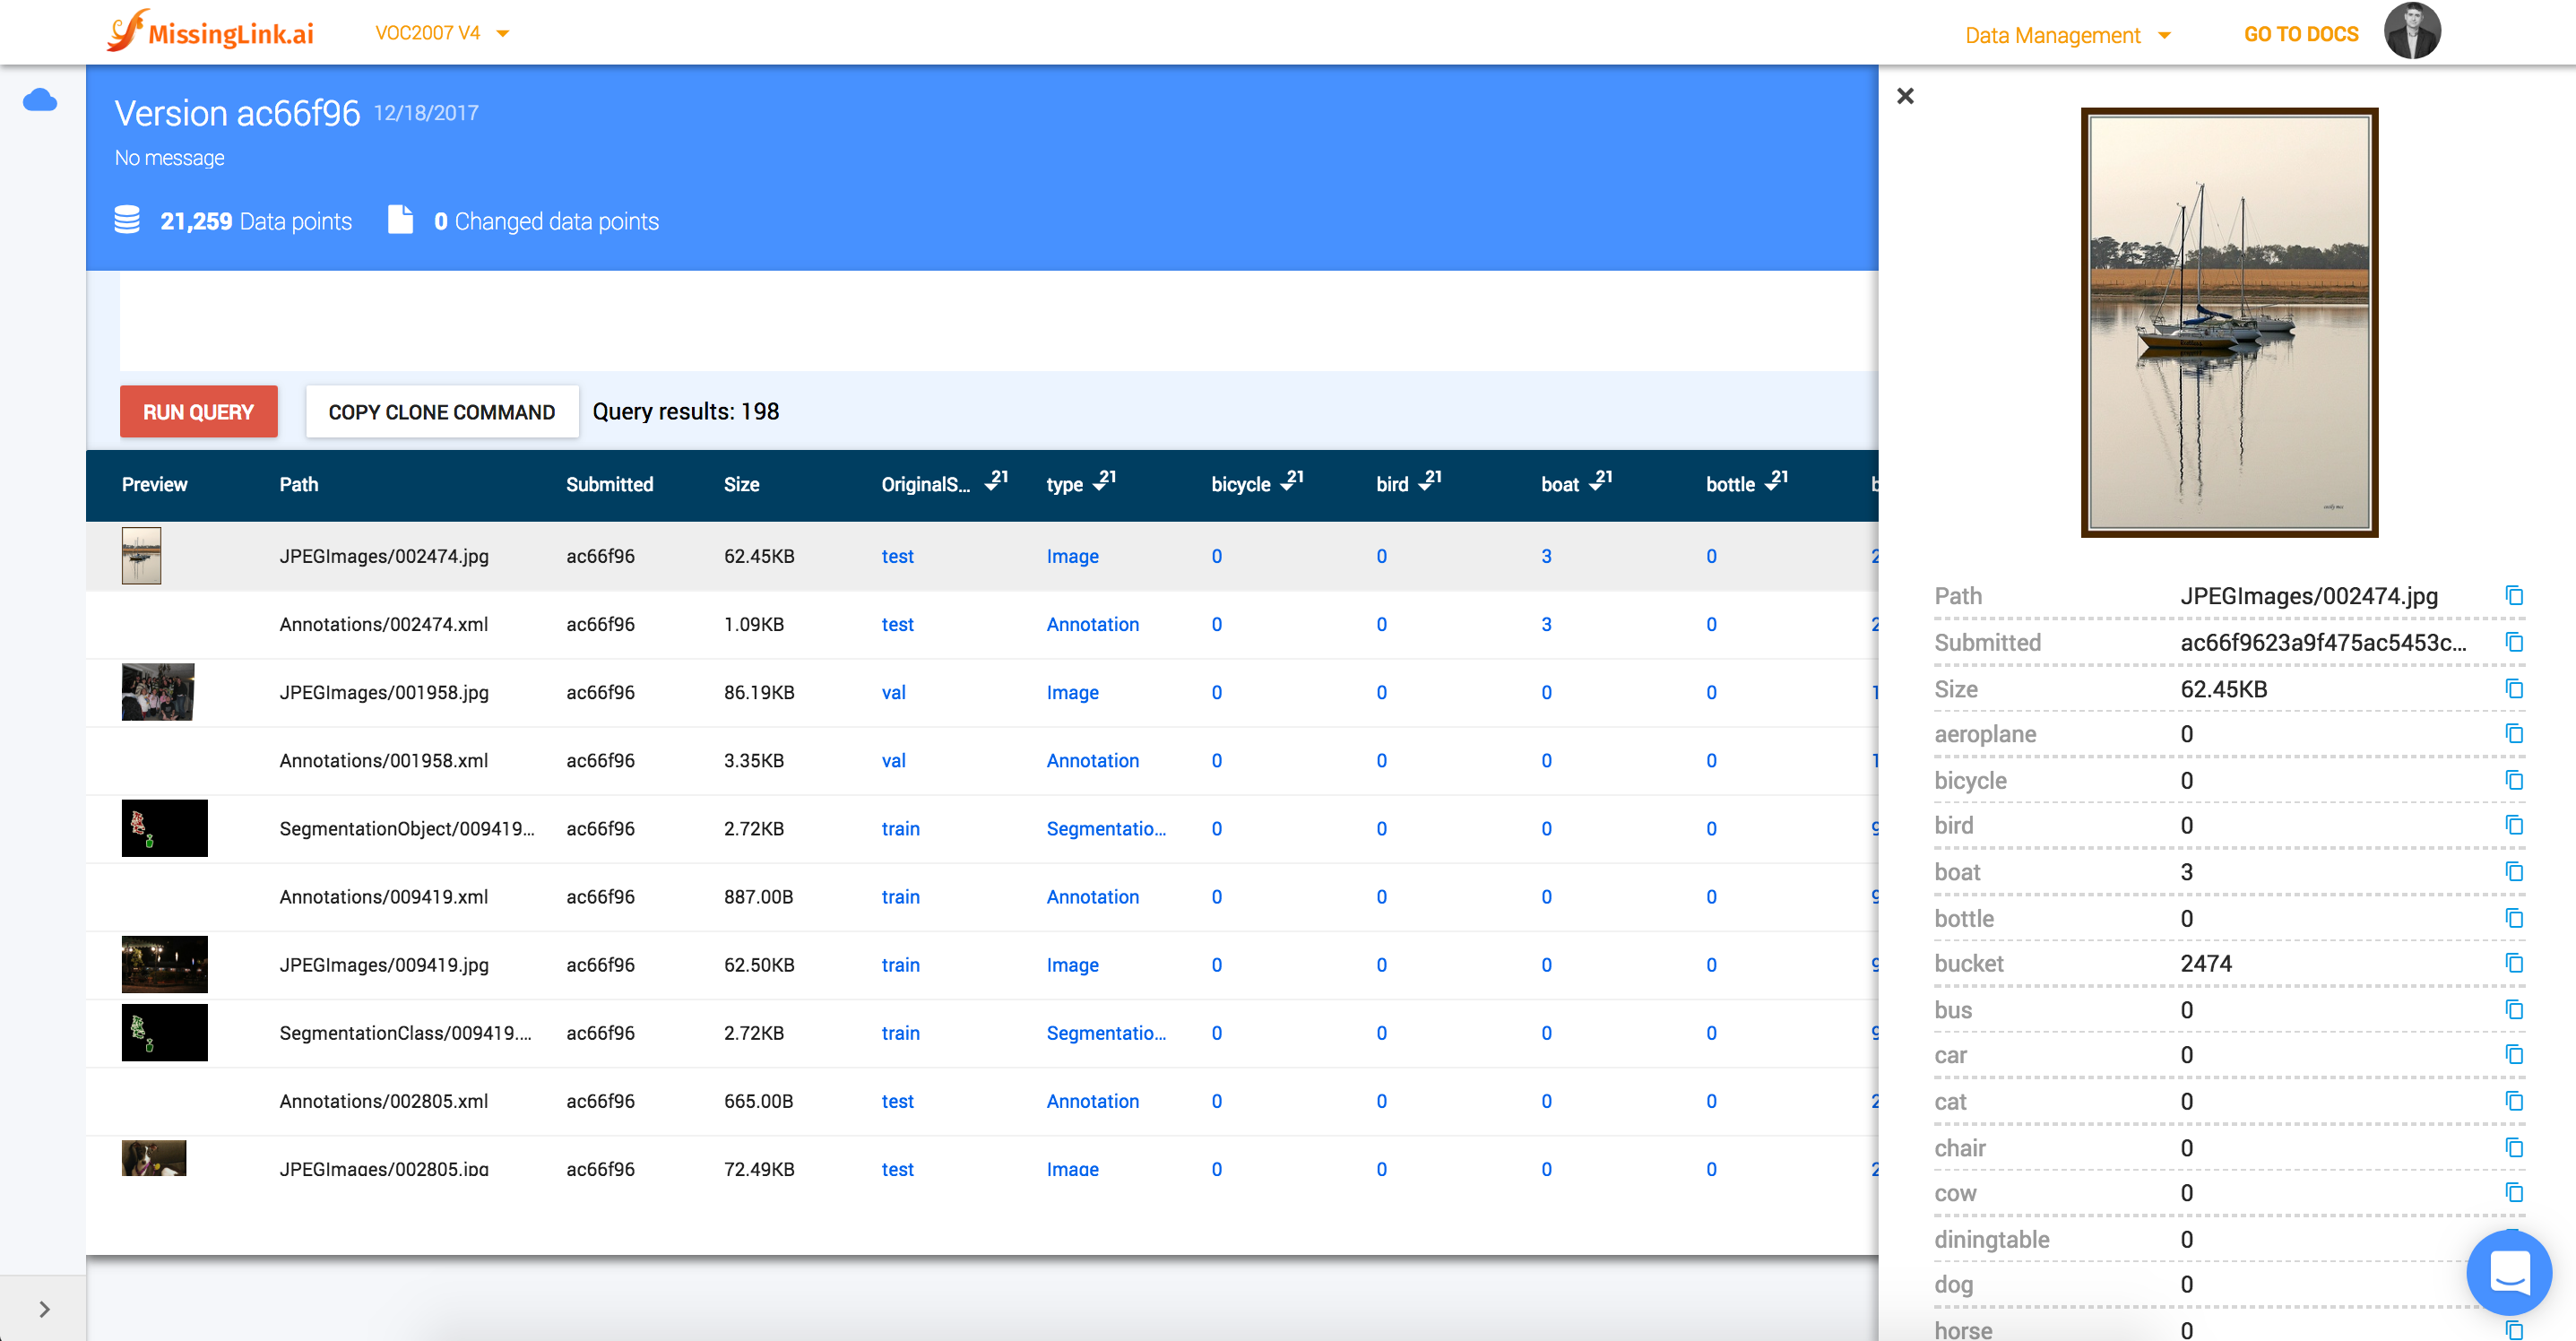 MissingLink.ai VOC2007 V4 Data Management GO TO DOCS
Version ac66f96 12/18/2017
No message
21,259 Data points 0 Changed data points
RUN QUERY COPY CLONE COMMAND Query results: 198
Preview Path Submitted Size OriginalS... 21 type 21 bicycle 21 bird 21 boat 21 bottle 21
JPEGImages/002474.jpg ac66f96 62.45KB test Image 0 0 3 0
Annotations/002474.xml ac66f96 1.09KB test Annotation 0 0 3 0
JPEGImages/001958.jpg ac66f96 86.19KB val Image 0 0 0 0
Annotations/001958.xml ac66f96 3.35KB val Annotation 0 0 0 0
SegmentationObject/009419... ac66f96 2.72KB train Segmentatio... 0 0 0 0
Annotations/009419.xml ac66f96 887.00B train Annotation 0 0 0 0
JPEGImages/009419.jpg ac66f96 62.50KB train Image 0 0 0 0
SegmentationClass/009419.... ac66f96 2.72KB train Segmentatio... 0 0 0 0
Annotations/002805.xml ac66f96 665.00B test Annotation 0 0 0 0
JPEGImages/002805.jpg ac66f96 72.49KB test Image 0 0 0 0
Path JPEGImages/002474.jpg
Submitted ac66f9623a9f475ac5453c...
Size 62.45KB
aeroplane 0
bicycle 0
bird 0
boat 3
bottle 0
bucket 2474
bus 0
car 0
cat 0
chair 0
cow 0
diningtable 0
dog 0
horse 0